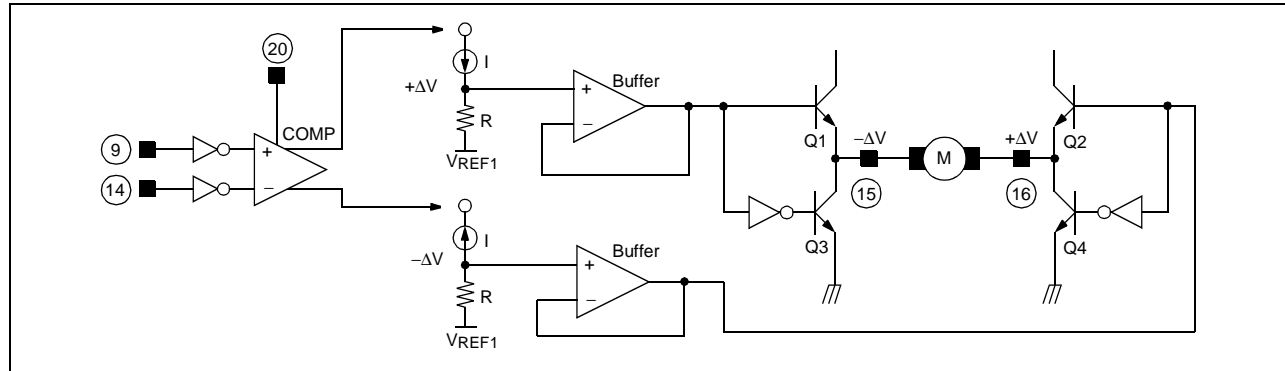 20
COMP
9
+
14
−
I
+ΔV
R
VREF1
Buffer
+
−
I
−ΔV
R
VREF1
Buffer
+
−
Q1
Q2
−ΔV
M
+ΔV
15
16
Q3
Q4